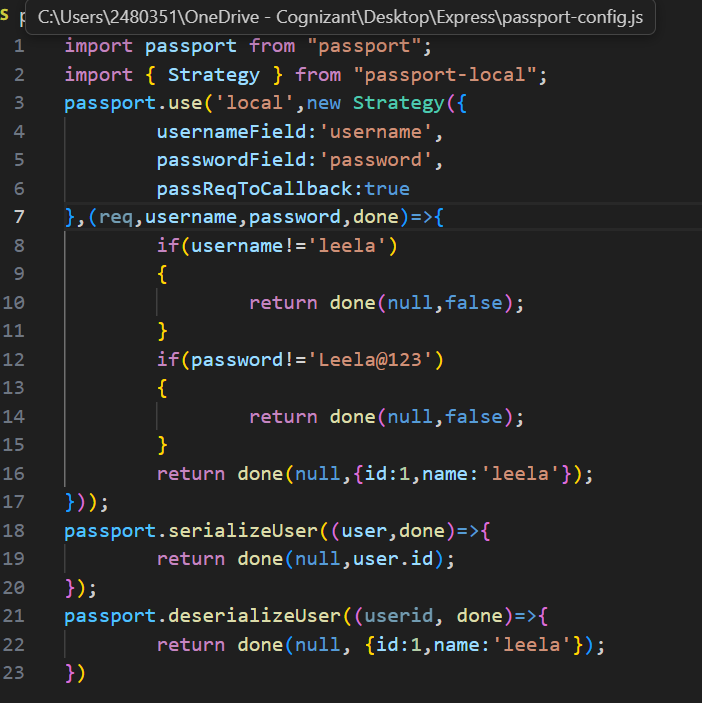 C:\Users\2480351\OneDrive - Cognizant\Desktop\Express\passport-config.js
1 import passport from "passport";
2 import { Strategy } from "passport-local";
3 passport.use('local',new Strategy({
4         usernameField:'username',
5         passwordField:'password',
6         passReqToCallback:true
7 },(req,username,password,done)=>{
8         if(username!='leela')
9         {
10                 return done(null,false);
11         }
12         if(password!='Leela@123')
13         {
14                 return done(null,false);
15         }
16         return done(null,{id:1,name:'leela'});
17 }));
18 passport.serializeUser((user,done)=>{
19         return done(null,user.id);
20 });
21 passport.deserializeUser((userid, done)=>{
22         return done(null, {id:1,name:'leela'});
23 })